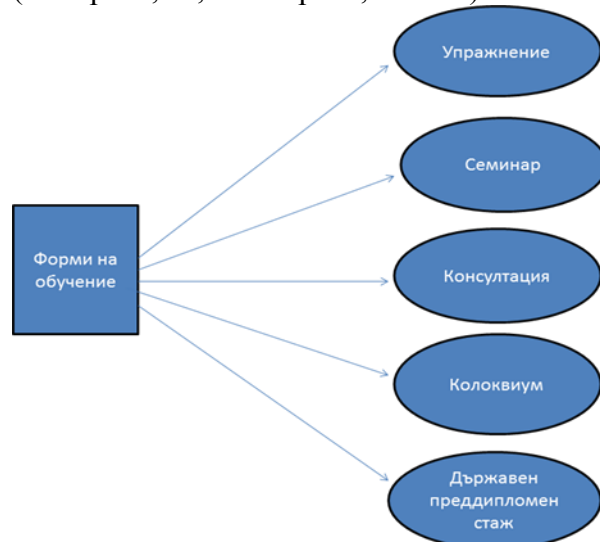 Упражнение
Семинар
Форми на
обучение
Консултация
Колоквиум
Държавен
преддипломен
стаж